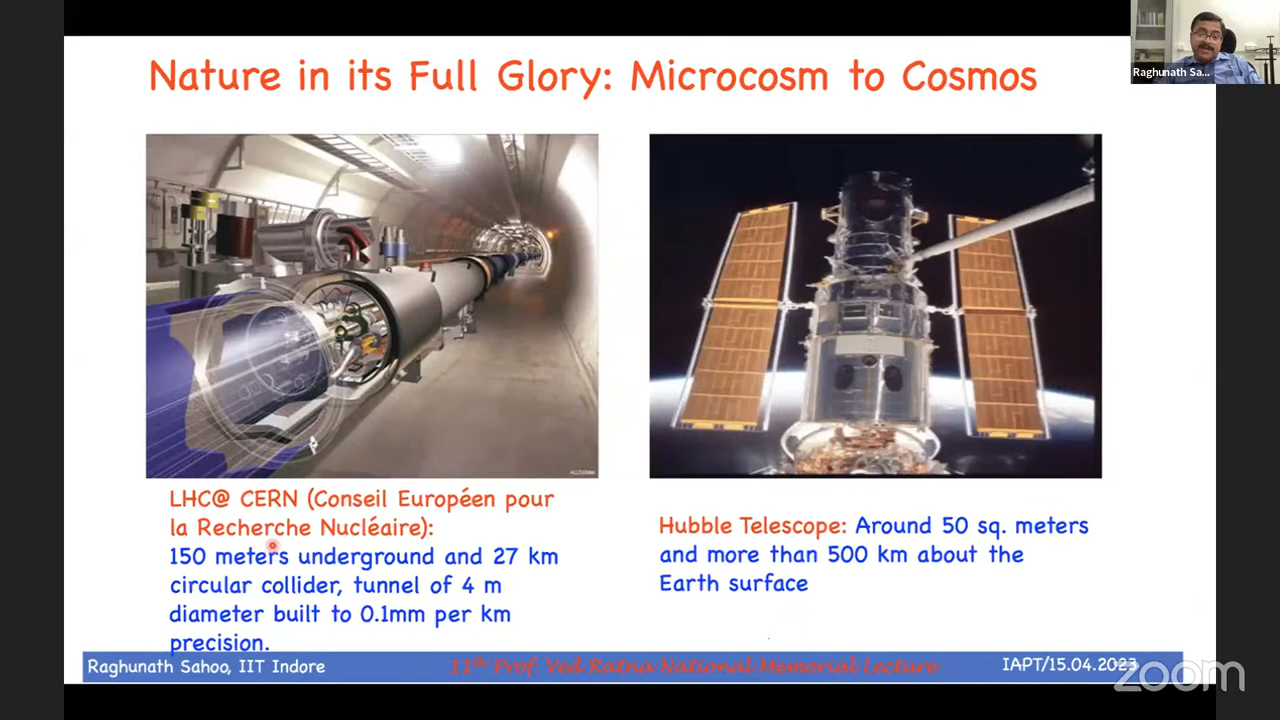 Nature in its Full Glory: Microcosm to Cosmos
Raghunath Sa...
LHC@ CERN (Conseil Européen pour
la Recherche Nucléaire):
150 meters underground and 27 km
circular collider, tunnel of 4 m
diameter built to 0.1mm per km
precision.
Hubble Telescope: Around 50 sq. meters
and more than 500 km about the
Earth surface
Raghunath Sahoo, IIT Indore
IIth Prof. Ved Ratna National Memorial Lecture
IAPT/15.04.2023
zoom